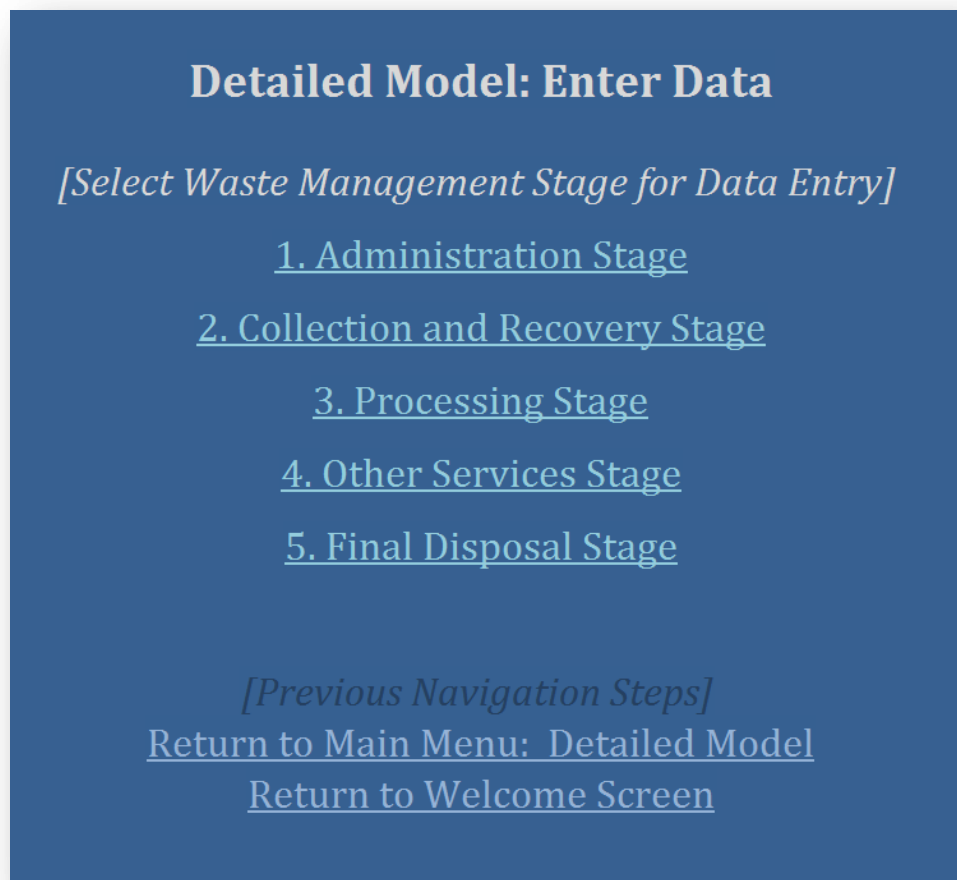 Detailed Model: Enter Data
[Select Waste Management Stage for Data Entry]
1. Administration Stage
2. Collection and Recovery Stage
3. Processing Stage
4. Other Services Stage
5. Final Disposal Stage
[Previous Navigation Steps]
Return to Main Menu:  Detailed Model
Return to Welcome Screen